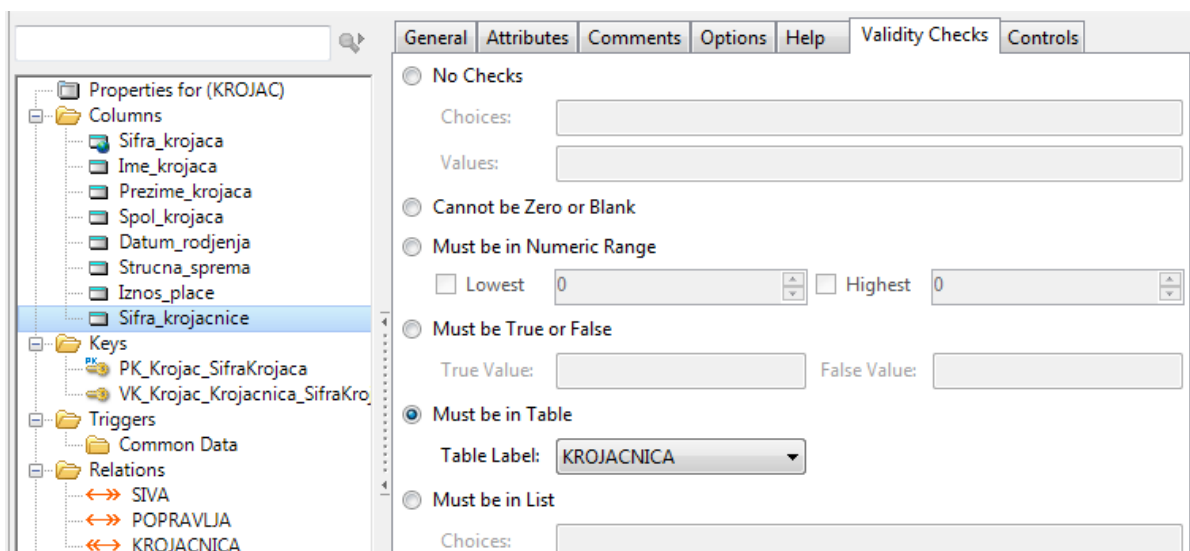 Properties for (KROJAC)
Columns
Sifra_krojaca
Ime_krojaca
Prezime_krojaca
Spol_krojaca
Datum_rodjenja
Strucna_sprema
Iznos_place
Sifra_krojacnice
Keys
PK_Krojac_SifraKrojaca
VK_Krojac_Krojacnica_SifraKroj
Triggers
Common Data
Relations
SIVA
POPRAVLJA
KROJACNICA
General Attributes Comments Options Help Validity Checks Controls
No Checks
Choices:
Values:
Cannot be Zero or Blank
Must be in Numeric Range
Lowest 0 Highest 0
Must be True or False
True Value: False Value:
Must be in Table
Table Label: KROJACNICA
Must be in List
Choices: